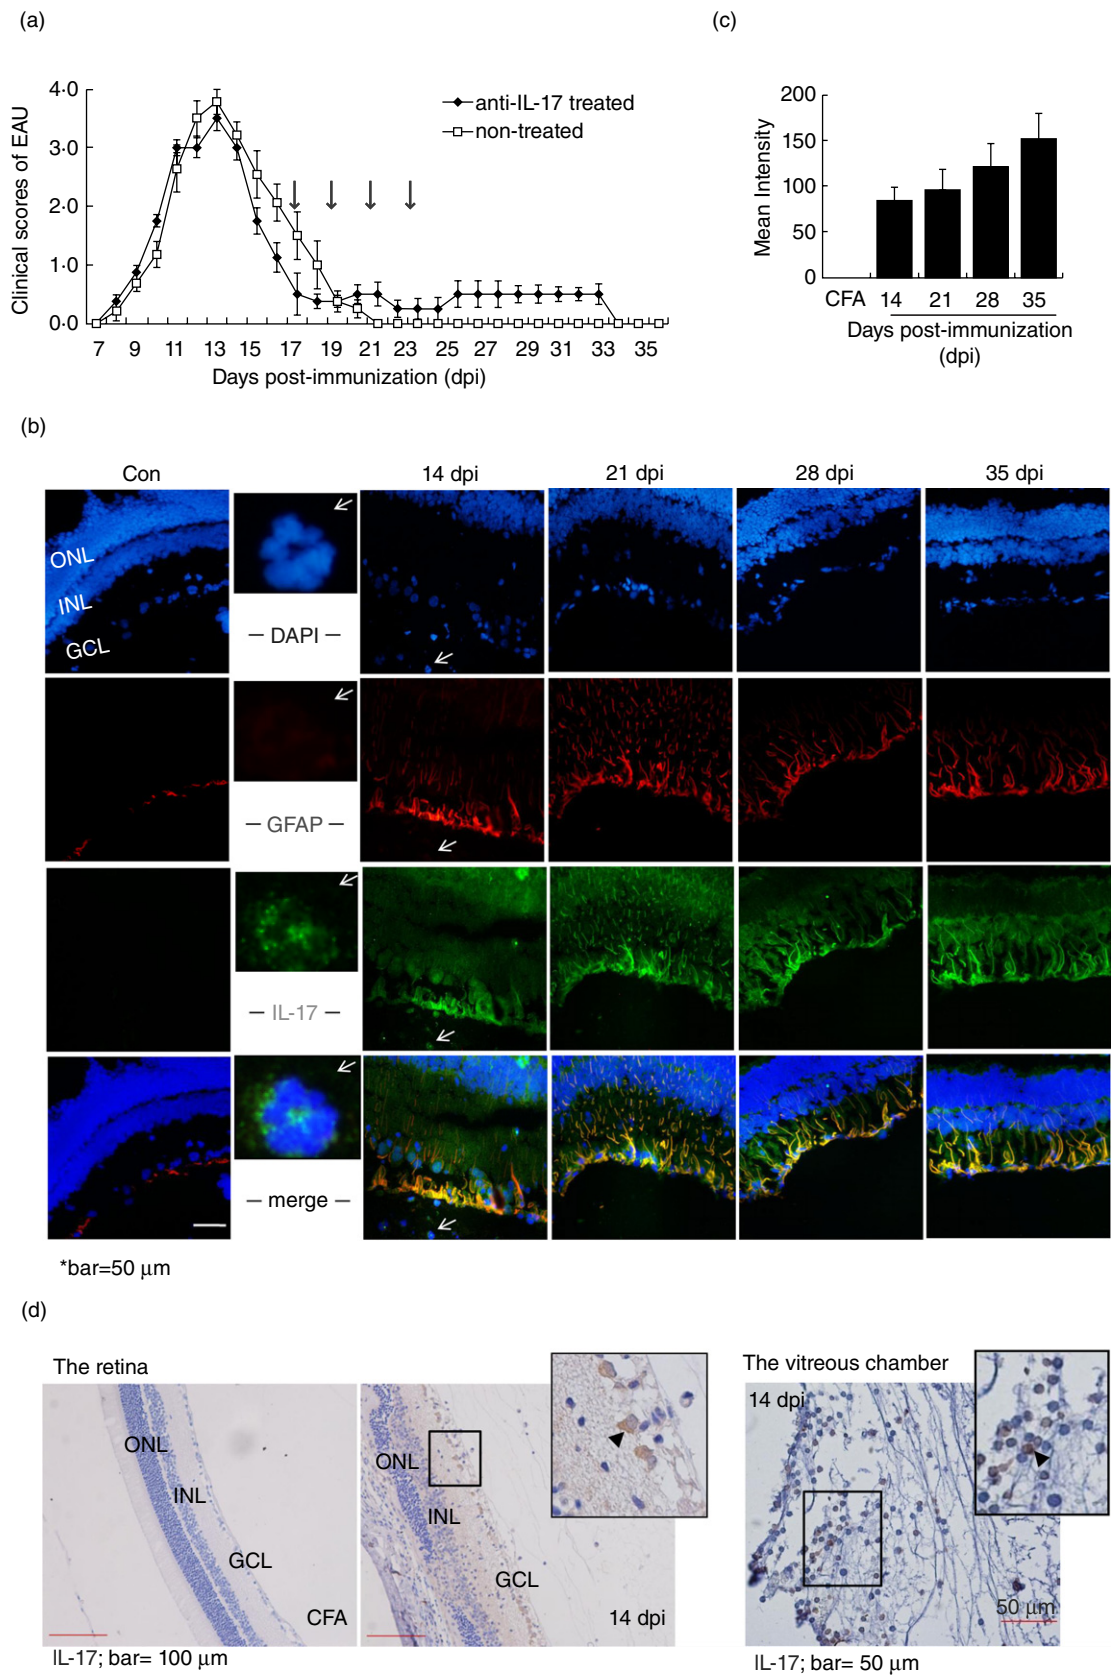 (a)
4·0
3·0
2·0
1·0
0·0
Clinical scores of EAU
anti-IL-17 treated
non-treated
7 9 11 13 15 17 19 21 23 25 27 29 31 33 35
Days post-immunization (dpi)
(c)
200
150
100
50
0
Mean Intensity
CFA 14 21 28 35
Days post-immunization
(dpi)
(b)
Con 14 dpi 21 dpi 28 dpi 35 dpi
ONL
INL
GCL
– DAPI –
– GFAP –
– IL-17 –
– merge –
*bar=50 μm
(d)
The retina
ONL
INL
GCL
CFA
ONL
INL
GCL
14 dpi
IL-17; bar= 100 μm
The vitreous chamber
14 dpi
50 μm
IL-17; bar= 50 μm